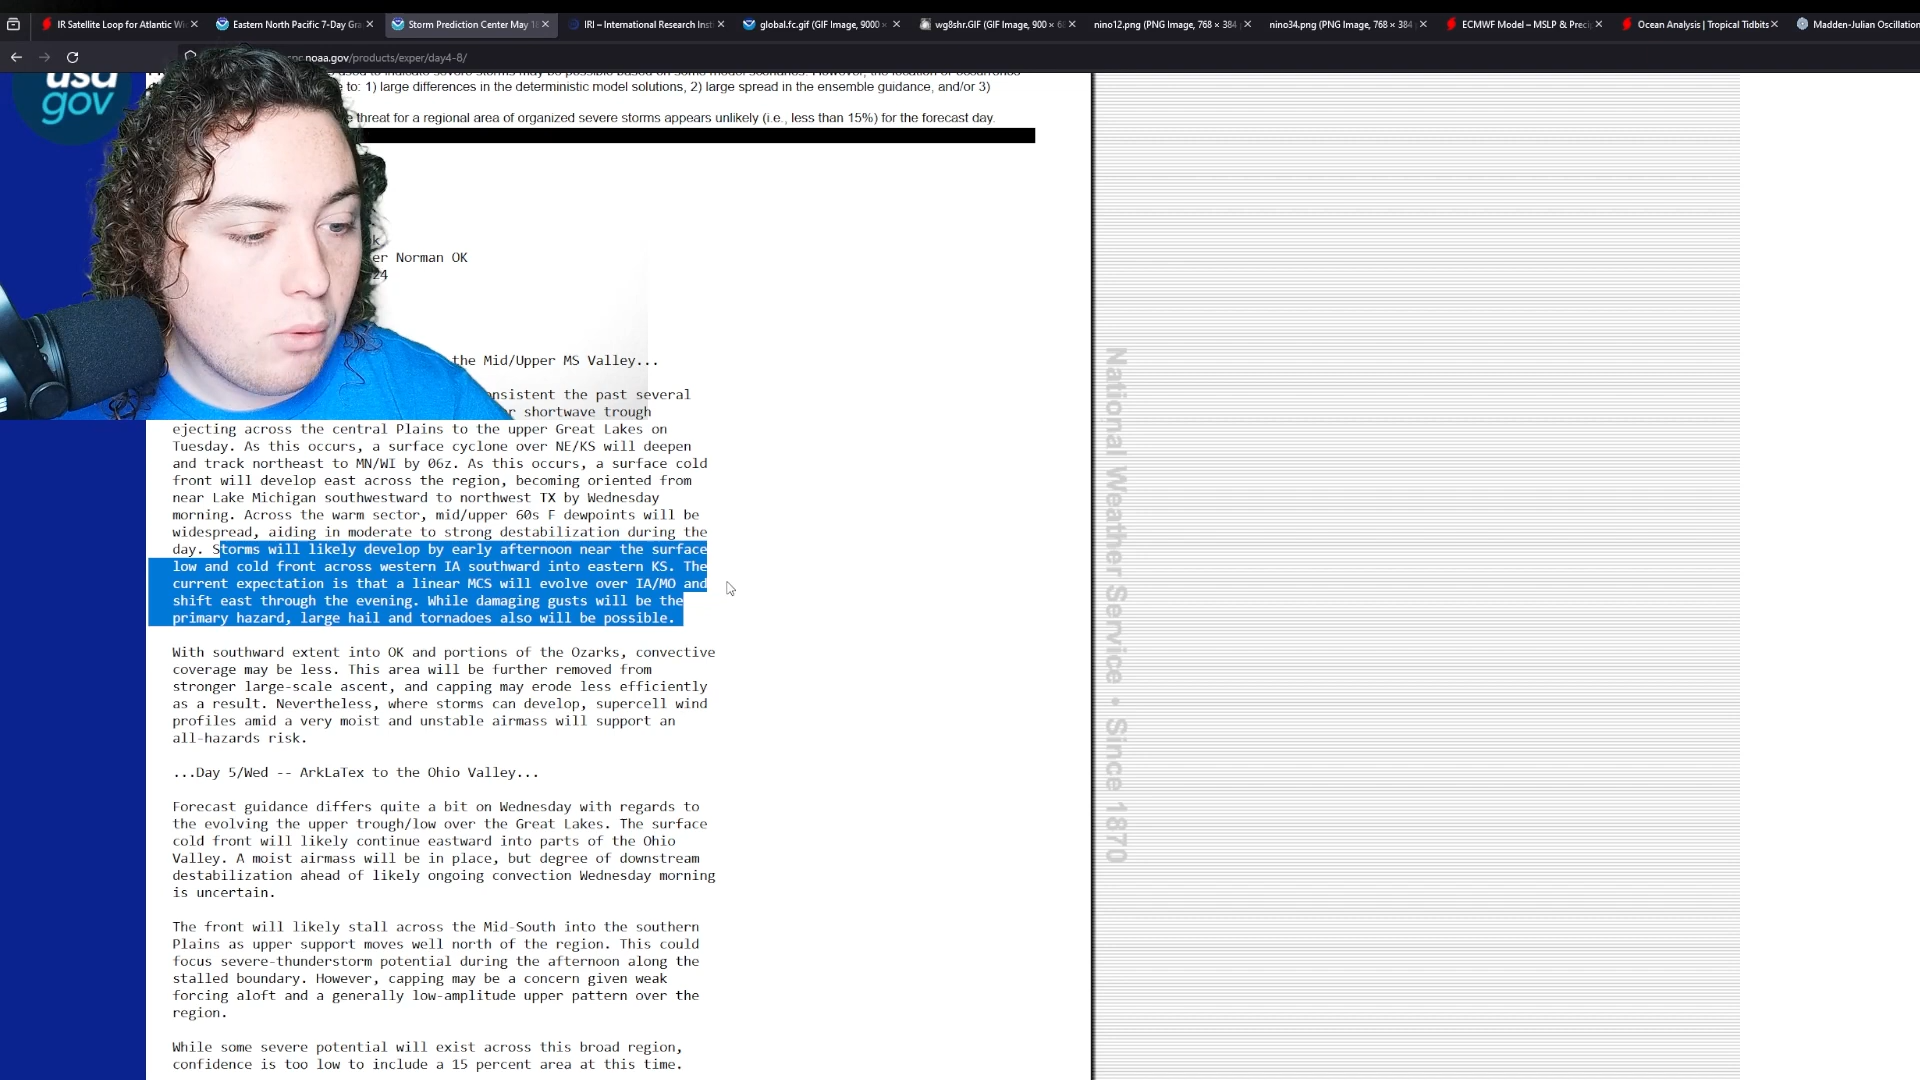 IR Satellite Loop for Atlantic Wi
Eastern North Pacific 7-Day Gra
Storm Prediction Center May 18
IRI – International Research Inst
global.fc.gif (GIF Image, 9000 ×
wg8shr.GIF (GIF Image, 900 × 6
nino12.png (PNG Image, 768 × 384
nino34.png (PNG Image, 768 × 384
ECMWF Model – MSLP & Preci
Ocean Analysis | Tropical Tidbits
Madden-Julian Oscillation
noaa.gov/products/exper/day4-8/
usa
gov
to: 1) large differences in the deterministic model solutions, 2) large spread in the ensemble guidance, and/or 3)
threat for a regional area of organized severe storms appears unlikely (i.e., less than 15%) for the forecast day.
er Norman OK
24
the Mid/Upper MS Valley...
nsistent the past several
r shortwave trough
ejecting across the central Plains to the upper Great Lakes on
Tuesday. As this occurs, a surface cyclone over NE/KS will deepen
and track northeast to MN/WI by 06z. As this occurs, a surface cold
front will develop east across the region, becoming oriented from
near Lake Michigan southwestward to northwest TX by Wednesday
morning. Across the warm sector, mid/upper 60s F dewpoints will be
widespread, aiding in moderate to strong destabilization during the
day. Storms will likely develop by early afternoon near the surface
low and cold front across western IA southward into eastern KS. The
current expectation is that a linear MCS will evolve over IA/MO and
shift east through the evening. While damaging gusts will be the
primary hazard, large hail and tornadoes also will be possible.
With southward extent into OK and portions of the Ozarks, convective
coverage may be less. This area will be further removed from
stronger large-scale ascent, and capping may erode less efficiently
as a result. Nevertheless, where storms can develop, supercell wind
profiles amid a very moist and unstable airmass will support an
all-hazards risk.
...Day 5/Wed -- ArkLaTex to the Ohio Valley...
Forecast guidance differs quite a bit on Wednesday with regards to
the evolving the upper trough/low over the Great Lakes. The surface
cold front will likely continue eastward into parts of the Ohio
Valley. A moist airmass will be in place, but degree of downstream
destabilization ahead of likely ongoing convection Wednesday morning
is uncertain.
The front will likely stall across the Mid-South into the southern
Plains as upper support moves well north of the region. This could
focus severe-thunderstorm potential during the afternoon along the
stalled boundary. However, capping may be a concern given weak
forcing aloft and a generally low-amplitude upper pattern over the
region.
While some severe potential will exist across this broad region,
confidence is too low to include a 15 percent area at this time.
National Weather Service • Since 1870